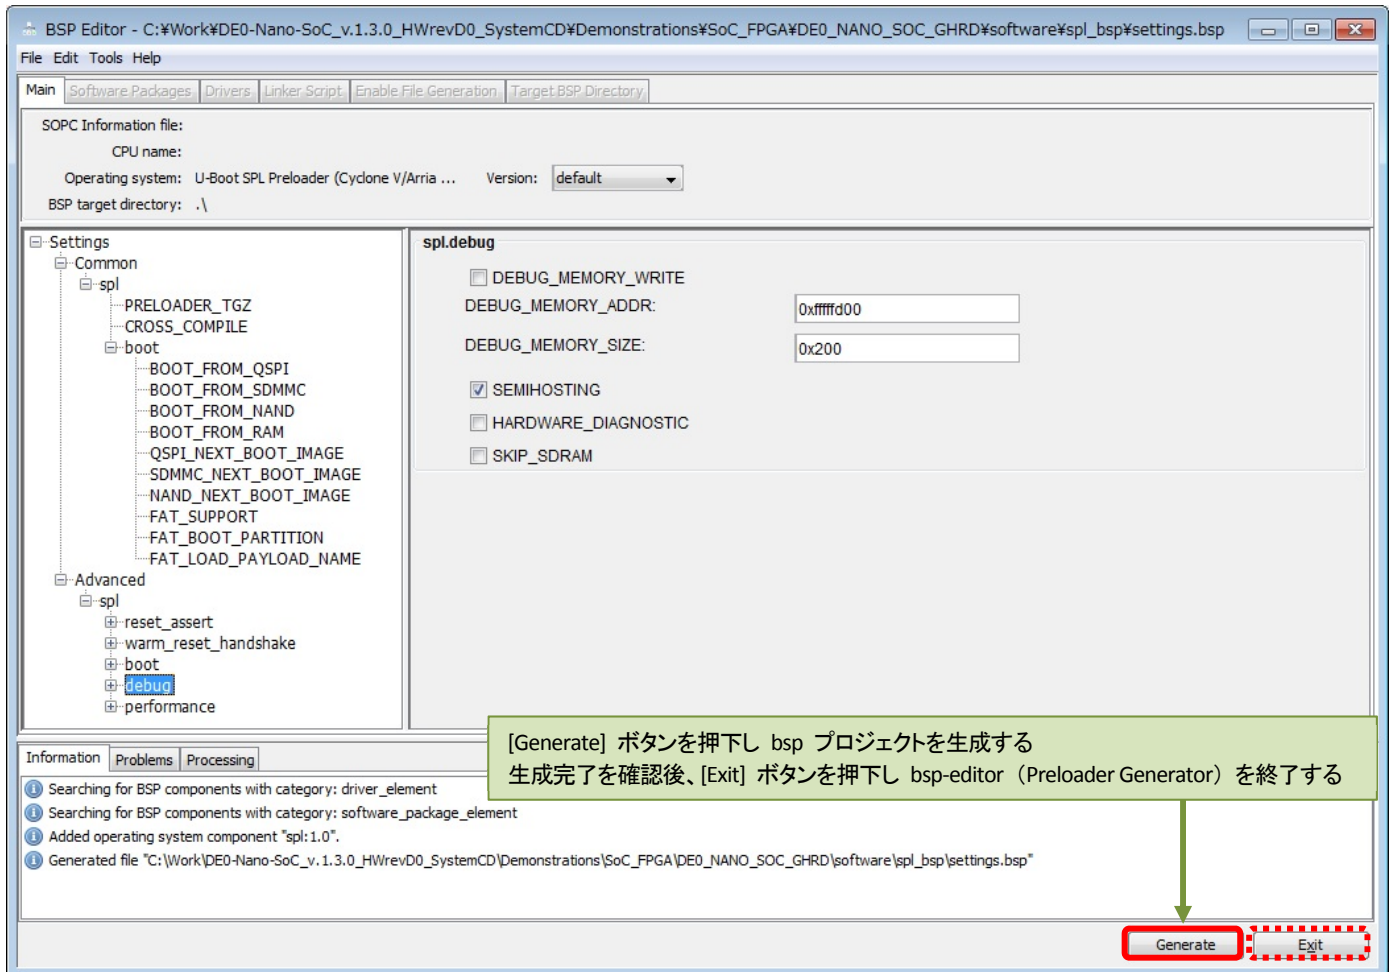 BSP Editor - C:¥Work¥DE0-Nano-SoC_v.1.3.0_HWrevD0_SystemCD¥Demonstrations¥SoC_FPGA¥DE0_NANO_SOC_GHRD¥software¥spl_bsp¥settings.bsp
File Edit Tools Help
Main Software Packages Drivers Linker Script Enable File Generation Target BSP Directory
SOPC Information file:
CPU name:
Operating system: U-Boot SPL Preloader (Cyclone V/Arria ... Version: default
BSP target directory: .\
Settings
Common
spl
PRELOADER_TGZ
CROSS_COMPILE
boot
BOOT_FROM_QSPI
BOOT_FROM_SDMMC
BOOT_FROM_NAND
BOOT_FROM_RAM
QSPI_NEXT_BOOT_IMAGE
SDMMC_NEXT_BOOT_IMAGE
NAND_NEXT_BOOT_IMAGE
FAT_SUPPORT
FAT_BOOT_PARTITION
FAT_LOAD_PAYLOAD_NAME
Advanced
spl
reset_assert
warm_reset_handshake
boot
debug
performance
spl.debug
DEBUG_MEMORY_WRITE
DEBUG_MEMORY_ADDR: 0xfffffd00
DEBUG_MEMORY_SIZE: 0x200
SEMIHOSTING
HARDWARE_DIAGNOSTIC
SKIP_SDRAM
[Generate] ボタンを押下し bsp プロジェクトを生成する
生成完了を確認後、[Exit] ボタンを押下し bsp-editor（Preloader Generator）を終了する
Information Problems Processing
Searching for BSP components with category: driver_element
Searching for BSP components with category: software_package_element
Added operating system component "spl:1.0".
Generated file "C:\Work\DE0-Nano-SoC_v.1.3.0_HWrevD0_SystemCD\Demonstrations\SoC_FPGA\DE0_NANO_SOC_GHRD\software\spl_bsp\settings.bsp"
Generate Exit